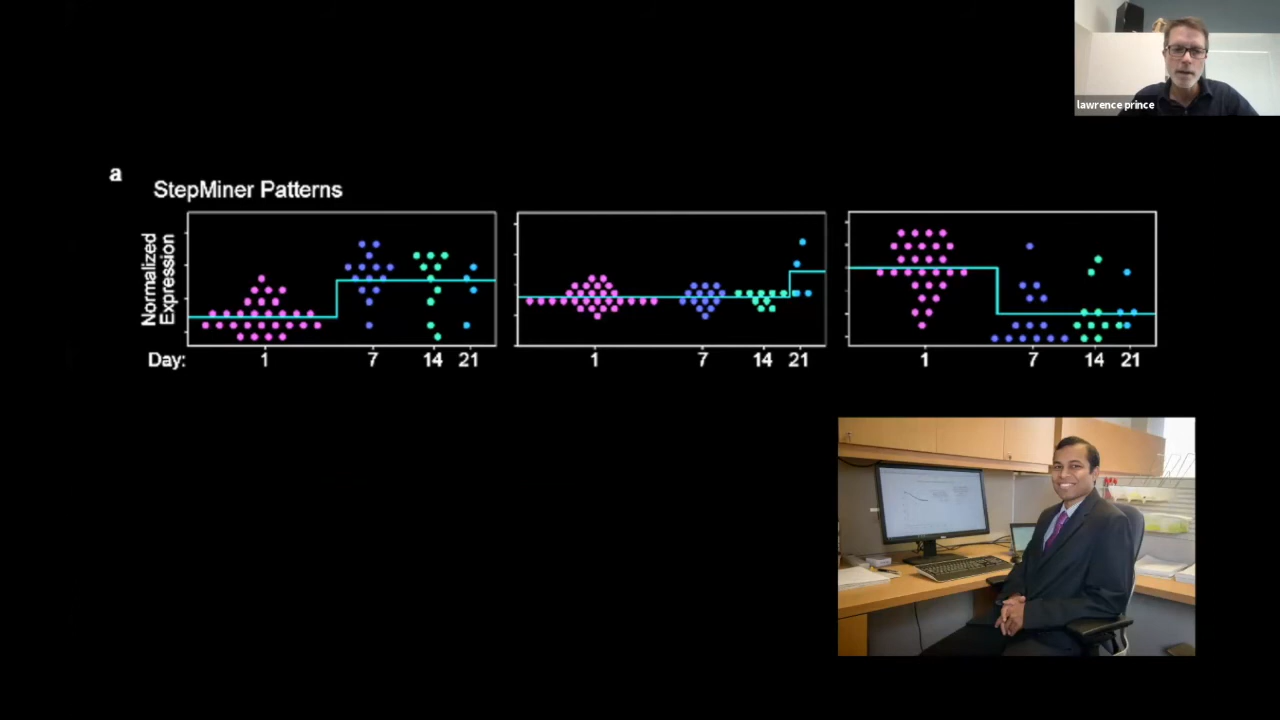 lawrence prince
a
StepMiner Patterns
Normalized
Expression
Day: 1 7 14 21 1 7 14 21 1 7 14 21